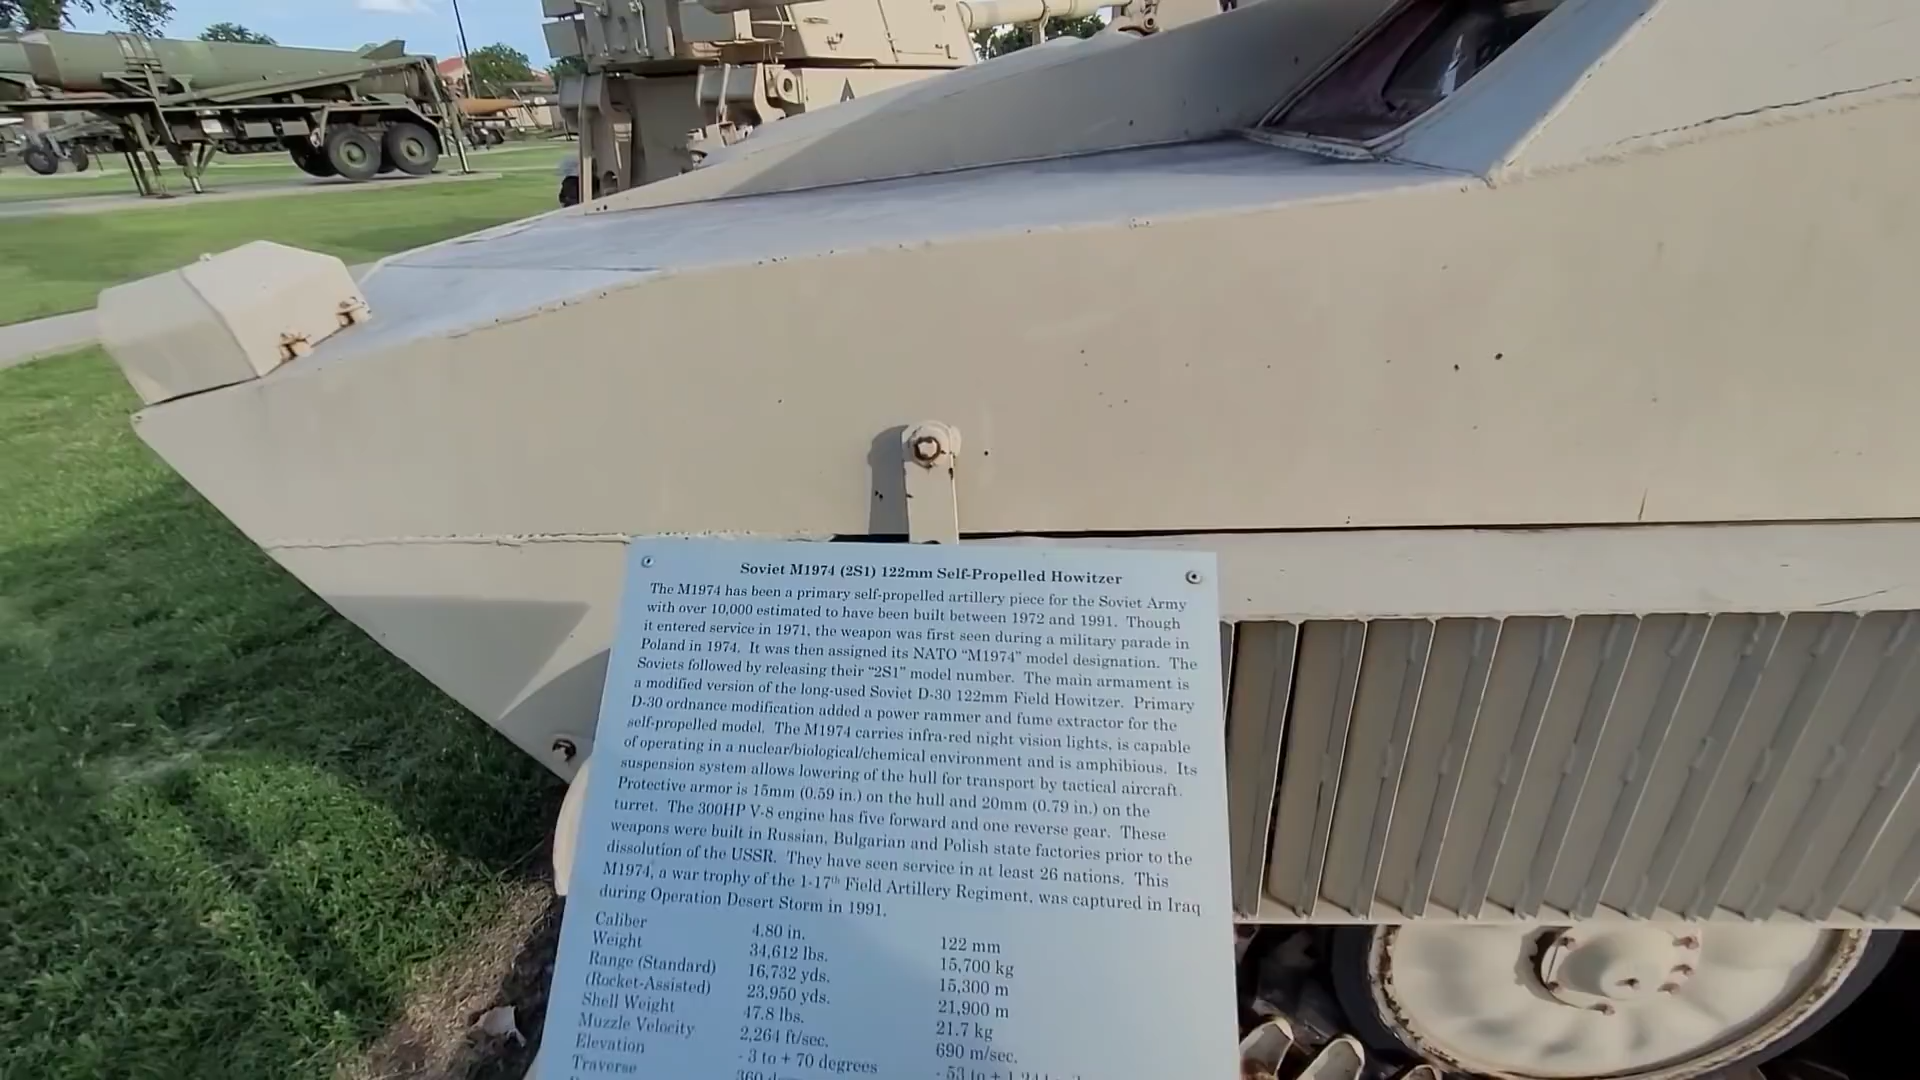 Soviet M1974 (2S1) 122mm Self-Propelled Howitzer
The M1974 has been a primary self-propelled artillery piece for the Soviet Army
with over 10,000 estimated to have been built between 1972 and 1991. Though
it entered service in 1971, the weapon was first seen during a military parade in
Poland in 1974. It was then assigned its NATO “M1974” model designation. The
Soviets followed by releasing their “2S1” model number. The main armament is
a modified version of the long-used Soviet D-30 122mm Field Howitzer. Primary
D-30 ordnance modification added a power rammer and fume extractor for the
self-propelled model. The M1974 carries infra-red night vision lights, is capable
of operating in a nuclear/biological/chemical environment and is amphibious. Its
suspension system allows lowering of the hull for transport by tactical aircraft.
Protective armor is 15mm (0.59 in.) on the hull and 20mm (0.79 in.) on the
turret. The 300HP V-8 engine has five forward and one reverse gear. These
weapons were built in Russian, Bulgarian and Polish state factories prior to the
dissolution of the USSR. They have seen service in at least 26 nations. This
M1974, a war trophy of the 1-17th Field Artillery Regiment, was captured in Iraq
during Operation Desert Storm in 1991.
Caliber 4.80 in. 122 mm
Weight 34,612 lbs. 15,700 kg
Range (Standard) 16,732 yds. 15,300 m
(Rocket-Assisted) 23,950 yds. 21,900 m
Shell Weight 47.8 lbs. 21.7 kg
Muzzle Velocity 2,264 ft/sec. 690 m/sec.
Elevation - 3 to + 70 degrees - 53 to +
Traverse 360